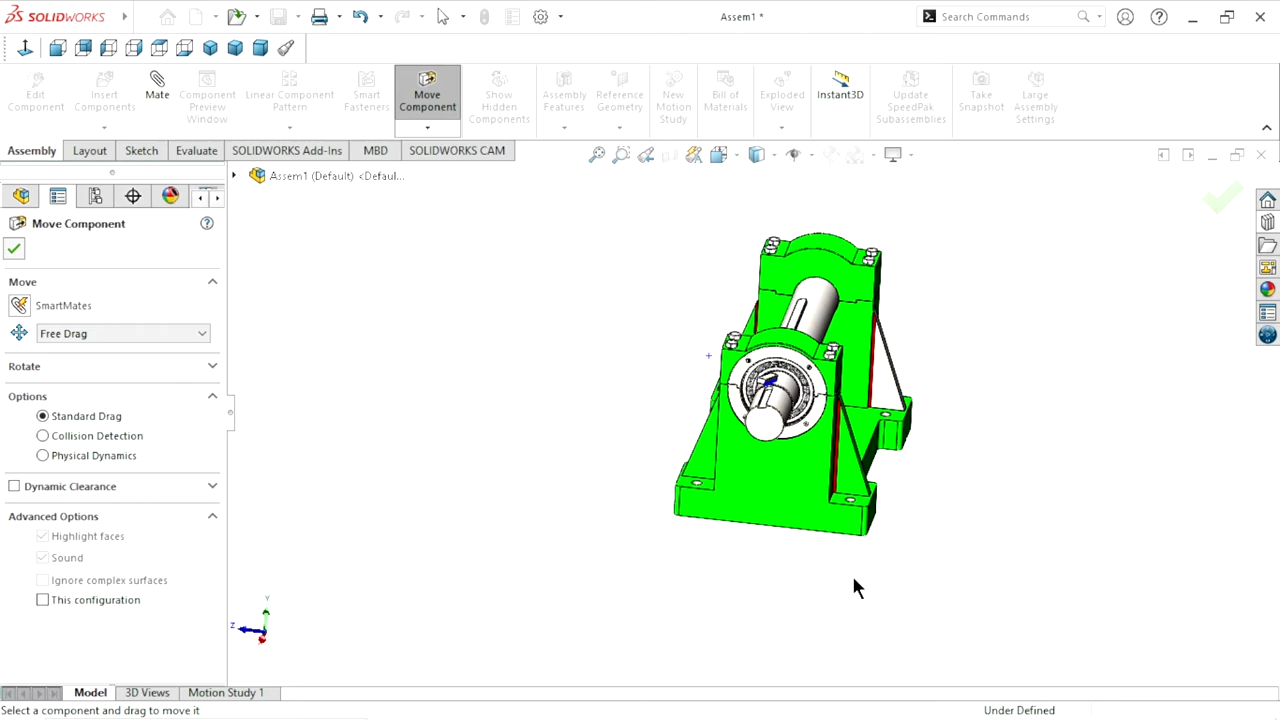 SOLIDWORKS
Assem1 *
Search Commands
Edit Component
Insert Components
Mate
Component Preview Window
Linear Component Pattern
Smart Fasteners
Move Component
Show Hidden Components
Assembly Features
Reference Geometry
New Motion Study
Bill of Materials
Exploded View
Instant3D
Update SpeedPak Subassemblies
Take Snapshot
Large Assembly Settings
Assembly
Layout
Sketch
Evaluate
SOLIDWORKS Add-Ins
MBD
SOLIDWORKS CAM
Assem1 (Default) <Defaul...
Move Component
Move
SmartMates
Free Drag
Rotate
Options
Standard Drag
Collision Detection
Physical Dynamics
Dynamic Clearance
Advanced Options
Highlight faces
Sound
Ignore complex surfaces
This configuration
Y
Z
Model
3D Views
Motion Study 1
Select a component and drag to move it
Under Defined